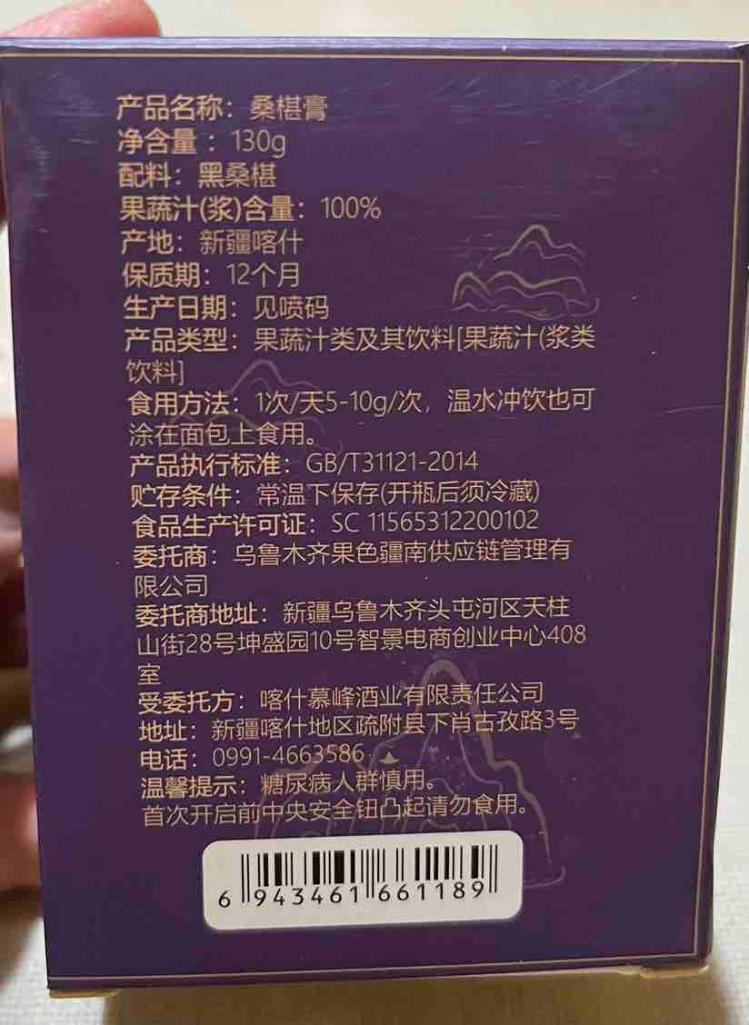 产品名称：桑椹膏
净含量：130g
配料：黑桑椹
果蔬汁(浆)含量：100%
产地：新疆喀什
保质期：12个月
生产日期：见喷码
产品类型：果蔬汁类及其饮料[果蔬汁(浆类
饮料]
食用方法：1次/天5-10g/次，温水冲饮也可
涂在面包上食用。
产品执行标准：GB/T31121-2014
贮存条件：常温下保存(开瓶后须冷藏)
食品生产许可证：SC 11565312200102
委托商：乌鲁木齐果色疆南供应链管理有
限公司
委托商地址：新疆乌鲁木齐头屯河区天柱
山街28号坤盛园10号智景电商创业中心408
室
受委托方：喀什慕峰酒业有限责任公司
地址：新疆喀什地区疏附县下肖古孜路3号
电话：0991-4663586
温馨提示：糖尿病人群慎用。
首次开启前中央安全钮凸起请勿食用。
6 943461 661189